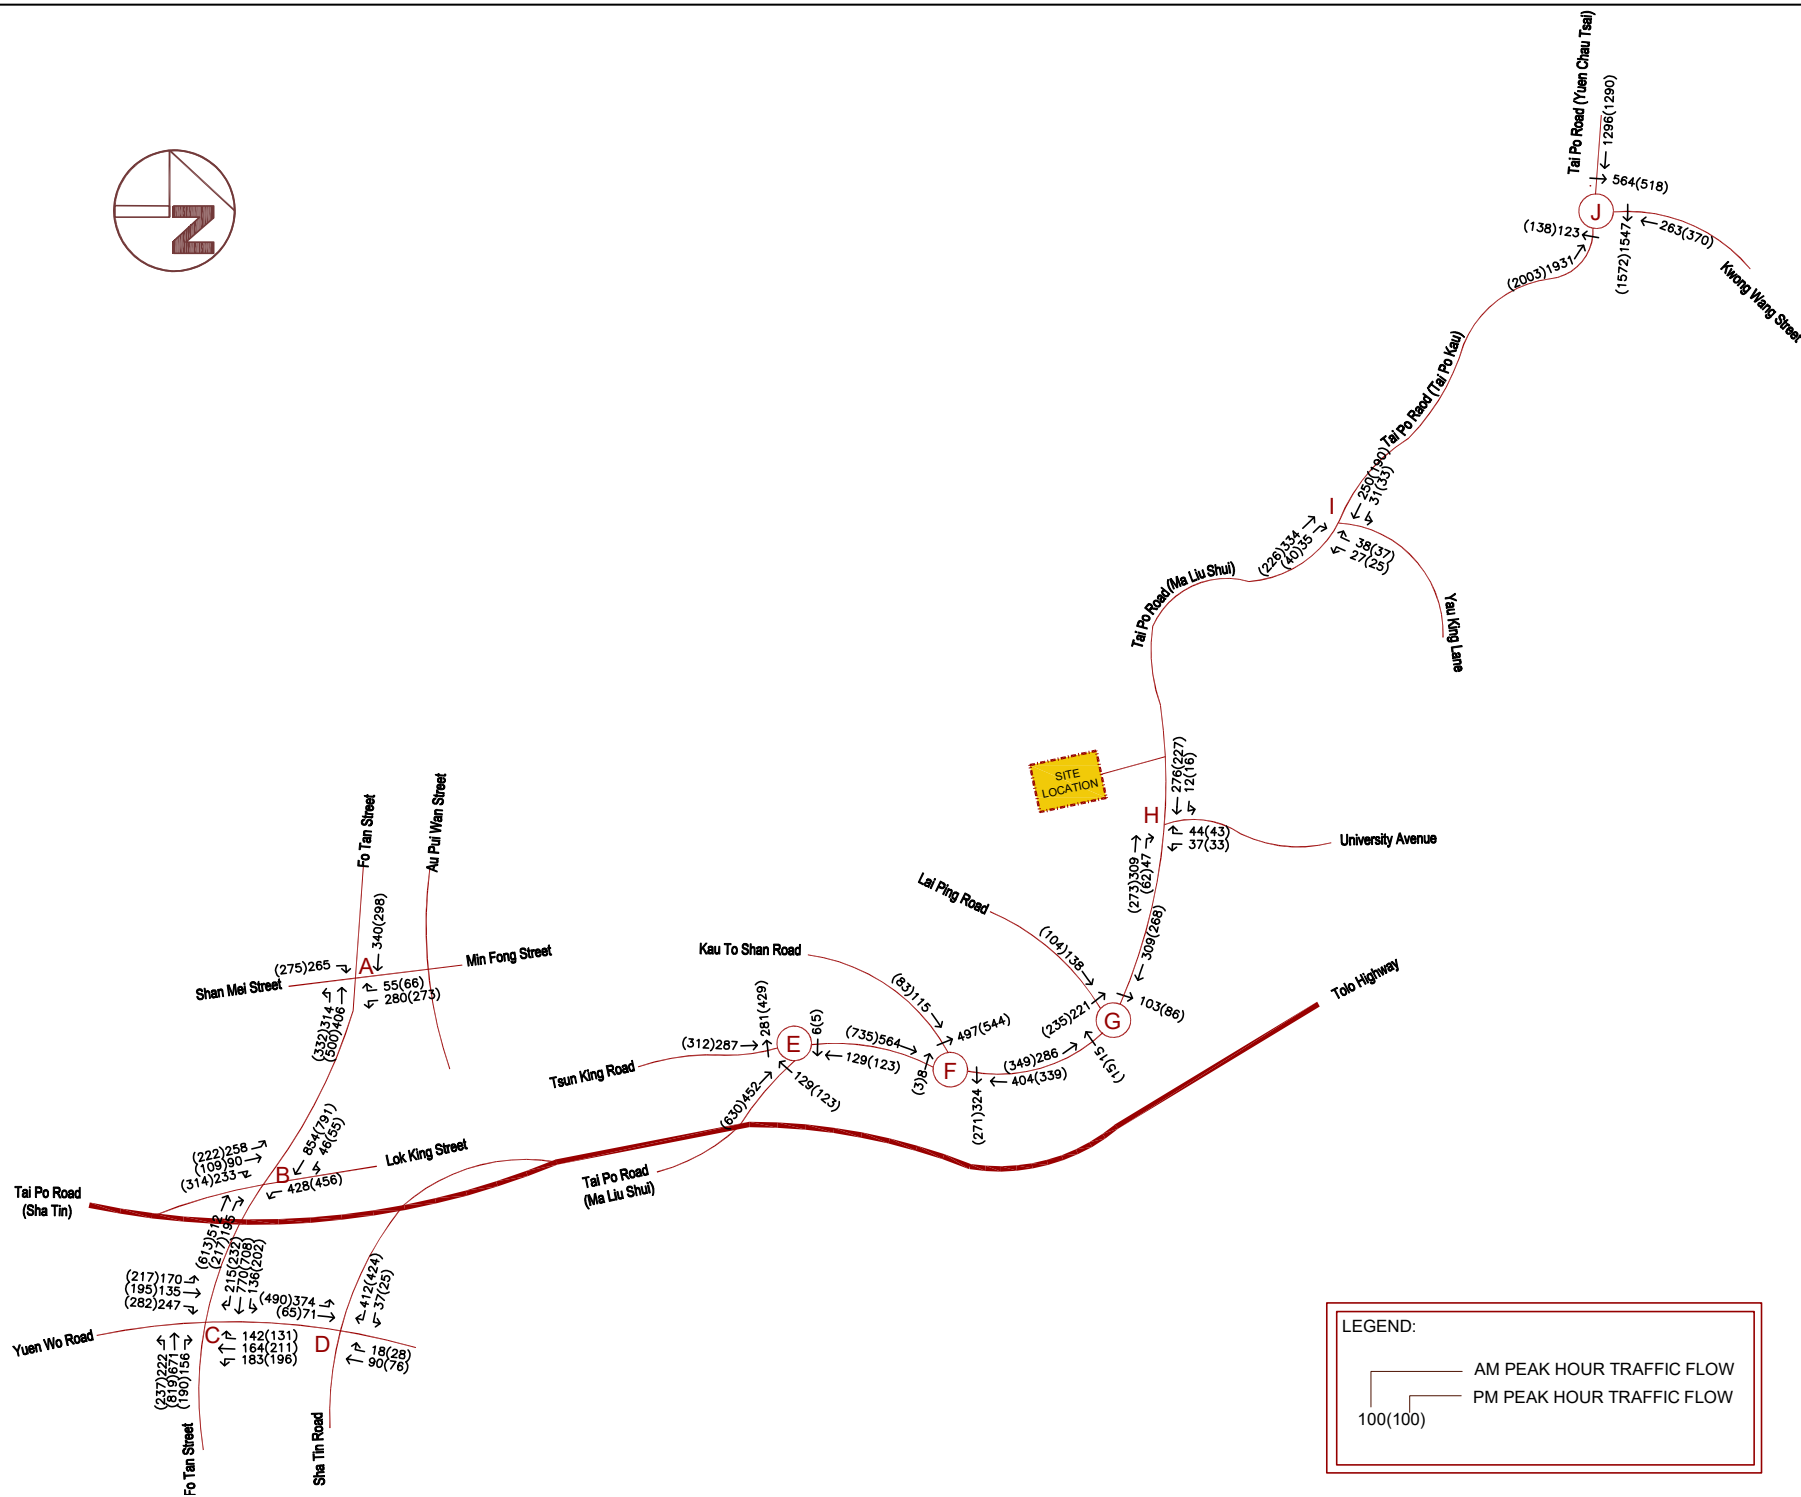 Tai Po Road (Yuen Chau Tsai)
1296(1290)
564(518)
J
(138)123
263(370)
(1572)1547
(2003)1931
Kwong Wang Street
Tai Po Raod (Tai Po Kau)
250(190)
31(33)
I
(226)334
(40)35
38(37)
27(25)
Yau King Lane
Tai Po Road (Ma Liu Shui)
SITE
LOCATION
276(227)
12(16)
H
44(43)
37(33)
University Avenue
(273)309
(62)47
Lai Ping Road
(104)138
309(268)
Tolo Highway
Kau To Shan Road
(83)115
103(86)
G
(235)221
(15)15
497(544)
(349)286
404(339)
F
(3)8
(271)324
(735)564
129(123)
6(5)
E
281(429)
(312)287
Tsun King Road
(630)452
129(123)
Tai Po Road
(Ma Liu Shui)
Fo Tan Street
Au Pui Wan Street
340(298)
(275)265
A
Min Fong Street
Shan Mei Street
55(66)
280(273)
(332)314
(500)406
854(791)
46(55)
(222)258
(109)90
(314)233
B
Lok King Street
428(456)
Tai Po Road
(Sha Tin)
(613)512
(217)195
215(232)
770(708)
136(202)
(217)170
(195)135
(282)247
(490)374
(65)71
412(424)
37(25)
Yuen Wo Road
C
142(131)
164(211)
183(196)
D
18(28)
90(76)
(237)222
(819)671
(190)156
Fo Tan Street
Sha Tin Road
LEGEND:
AM PEAK HOUR TRAFFIC FLOW
PM PEAK HOUR TRAFFIC FLOW
100(100)
N